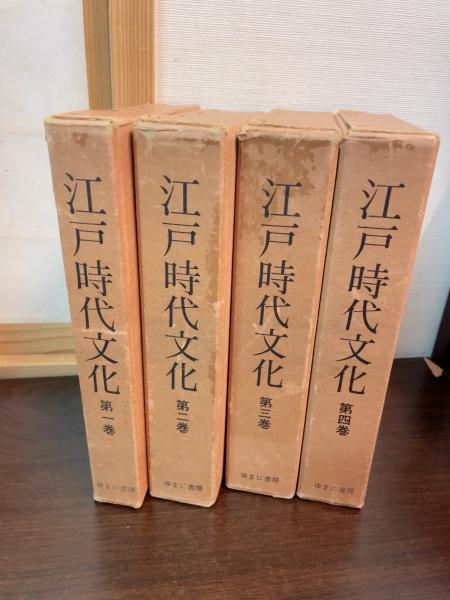 江戸時代文化 第一巻
ゆまに書房
江戸時代文化 第二巻
ゆまに書房
江戸時代文化 第三巻
ゆまに書房
江戸時代文化 第四巻
ゆまに書房